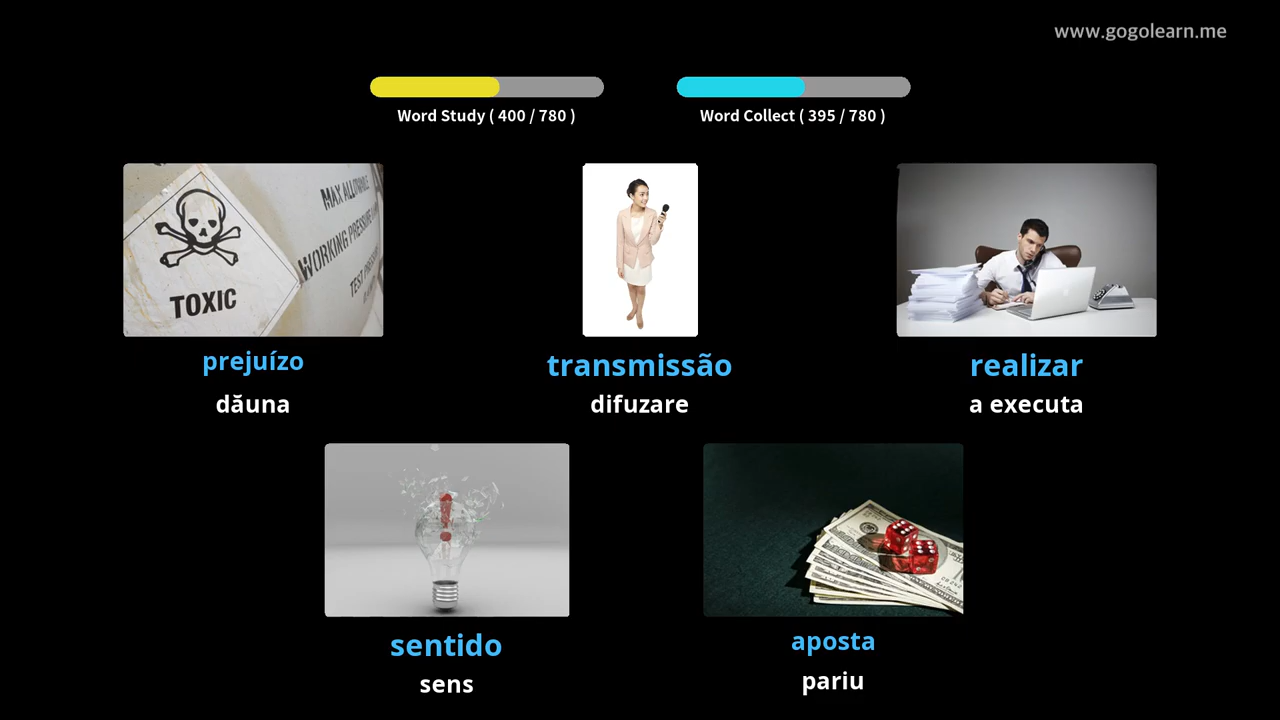 www.gogolearn.me
Word Study ( 400 / 780 )
Word Collect ( 395 / 780 )
TOXIC
MAX ALLOWABLE
WORKING PRESSURE
TEST
prejuízo
dăuna
transmissão
difuzare
realizar
a executa
sentido
sens
aposta
pariu